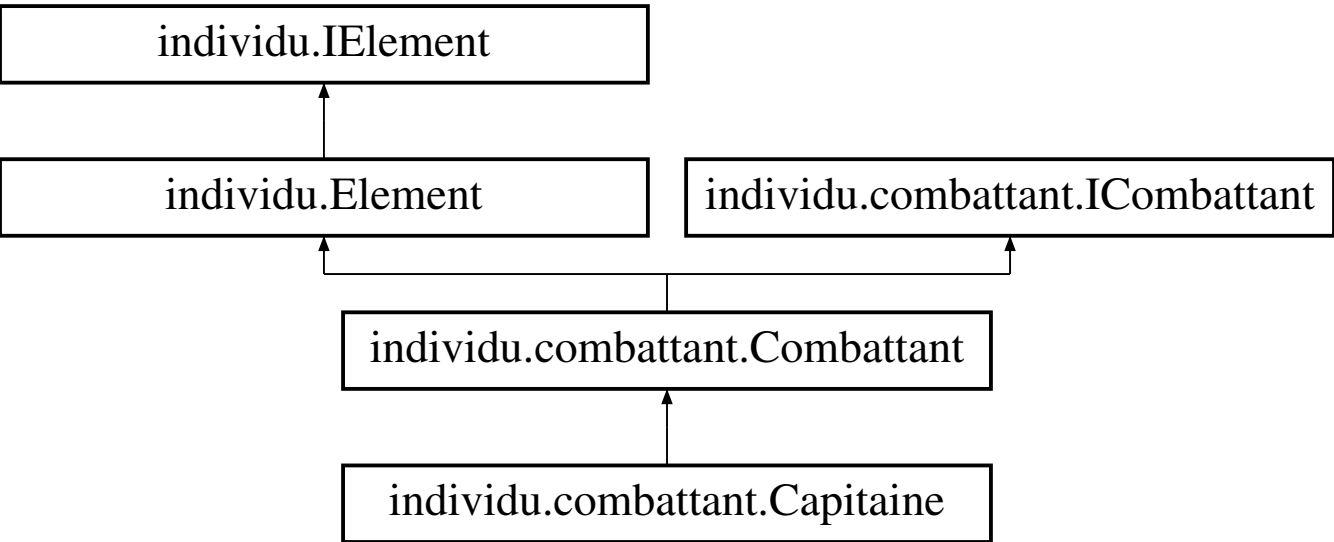 individu.IElement
individu.Element
individu.combattant.ICombattant
individu.combattant.Combattant
individu.combattant.Capitaine